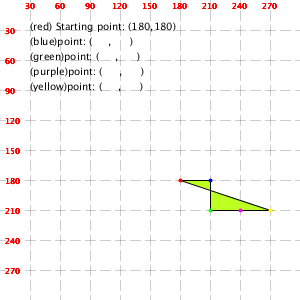 30 60 90 120 150 180 210 240 270
30
(red) Starting point: (180,180)
(blue)point: ( , )
(green)point: ( , )
60
(purple)point: ( , )
(yellow)point: ( , )
90
120
150
180
210
240
270